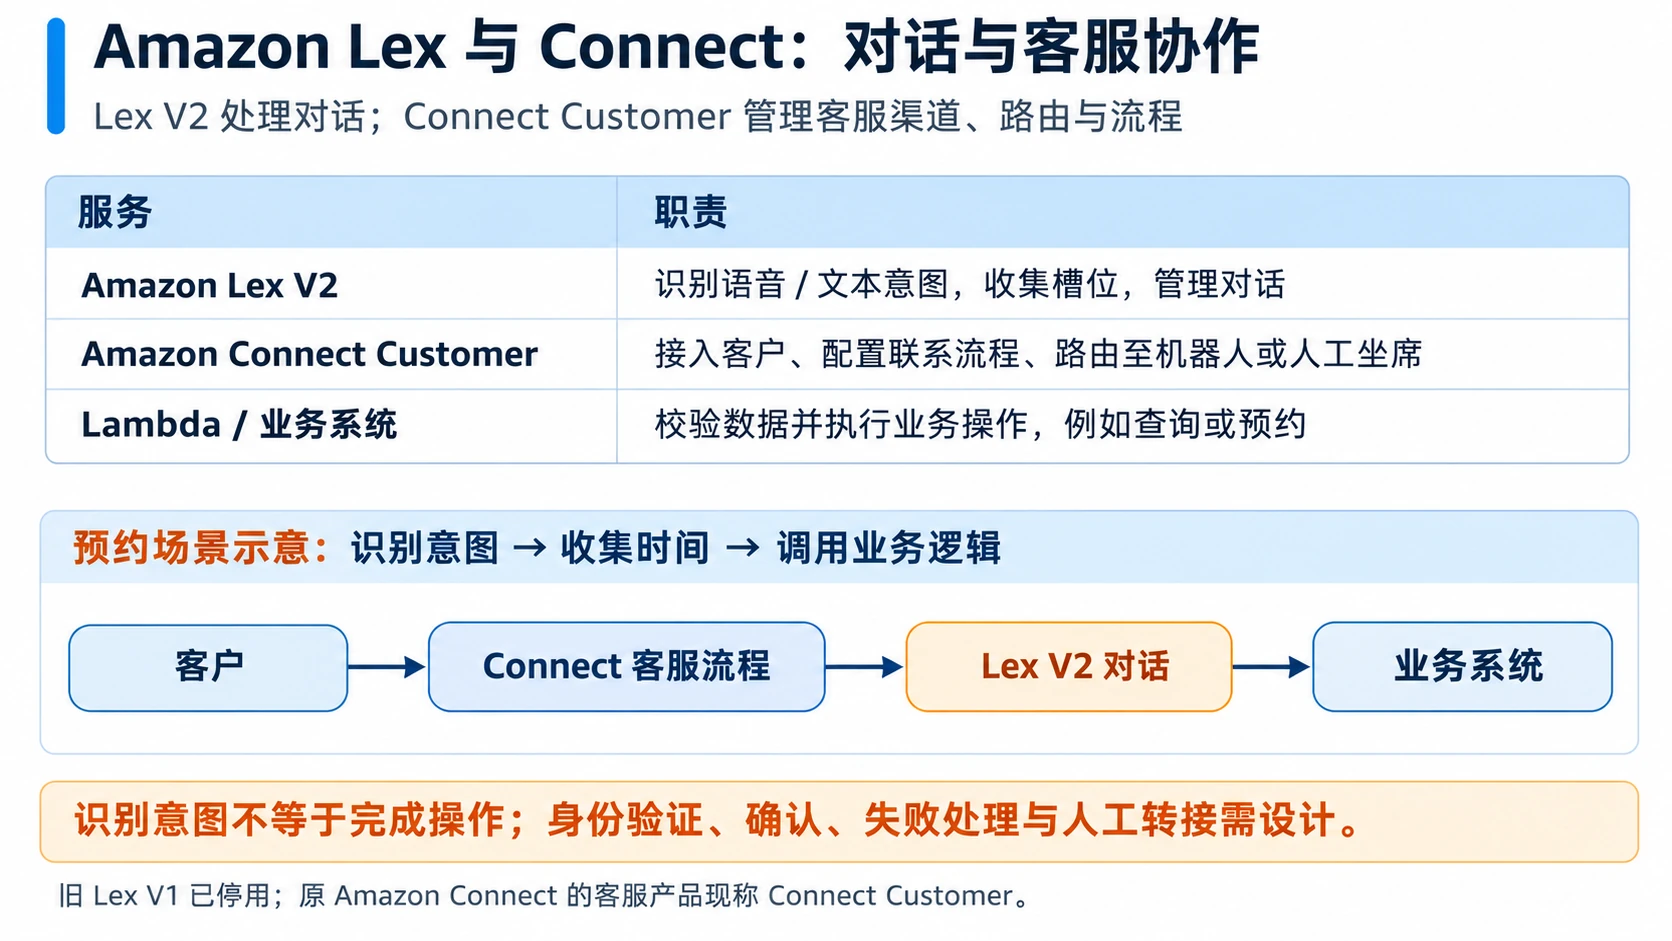 Amazon Lex 与 Connect：对话与客服协作
Lex V2 处理对话；Connect Customer 管理客服渠道、路由与流程
服务
职责
Amazon Lex V2
识别语音 / 文本意图，收集槽位，管理对话
Amazon Connect Customer
接入客户、配置联系流程、路由至机器人或人工坐席
Lambda / 业务系统
校验数据并执行业务操作，例如查询或预约
预约场景示意：识别意图 → 收集时间 → 调用业务逻辑
客户
Connect 客服流程
Lex V2 对话
业务系统
识别意图不等于完成操作；身份验证、确认、失败处理与人工转接需设计。
旧 Lex V1 已停用；原 Amazon Connect 的客服产品现称 Connect Customer。